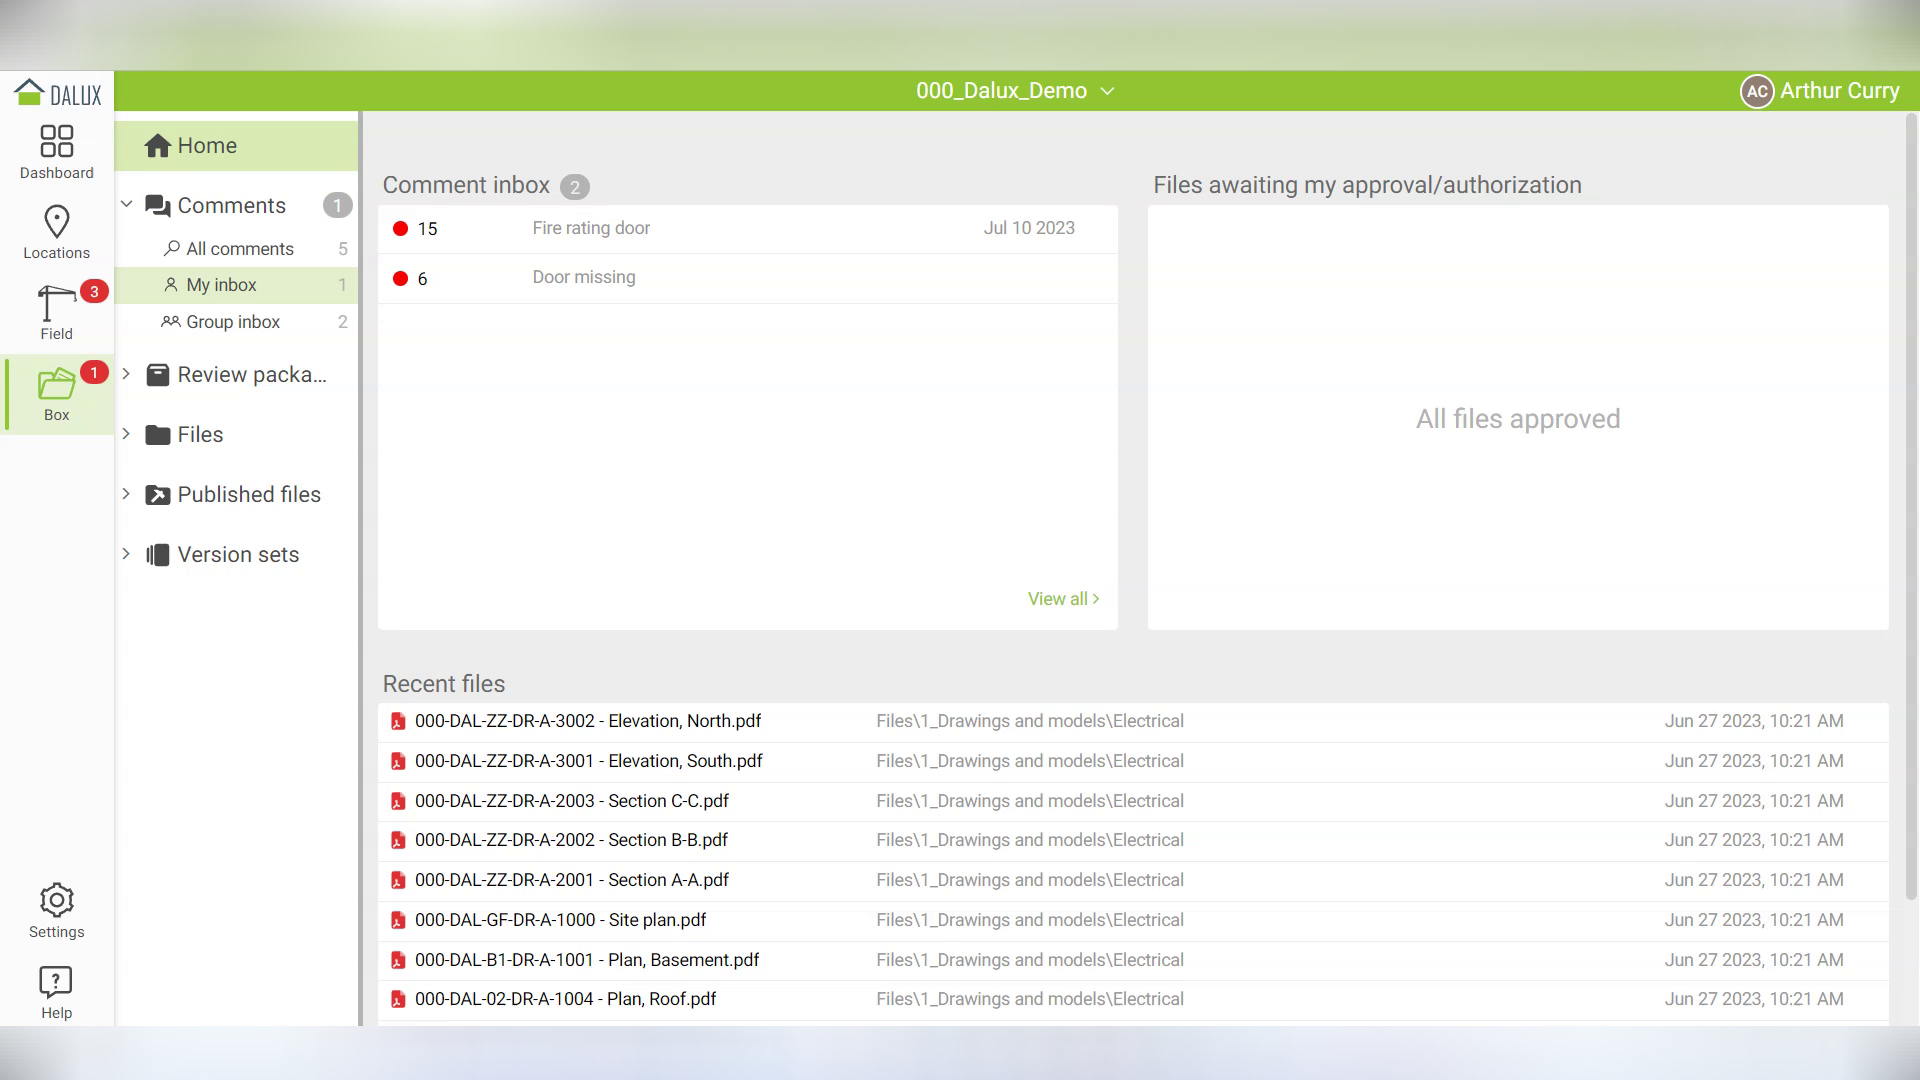 DALUX
000_Dalux_Demo
AC Arthur Curry
Dashboard
Locations
3
Field
1
Box
Settings
?
Help
Home
Comments 1
All comments 5
My inbox 1
Group inbox 2
Review packa...
Files
Published files
Version sets
Comment inbox 2
15 Fire rating door Jul 10 2023
6 Door missing
View all
Files awaiting my approval/authorization
All files approved
Recent files
000-DAL-ZZ-DR-A-3002 - Elevation, North.pdf Files\1_Drawings and models\Electrical Jun 27 2023, 10:21 AM
000-DAL-ZZ-DR-A-3001 - Elevation, South.pdf Files\1_Drawings and models\Electrical Jun 27 2023, 10:21 AM
000-DAL-ZZ-DR-A-2003 - Section C-C.pdf Files\1_Drawings and models\Electrical Jun 27 2023, 10:21 AM
000-DAL-ZZ-DR-A-2002 - Section B-B.pdf Files\1_Drawings and models\Electrical Jun 27 2023, 10:21 AM
000-DAL-ZZ-DR-A-2001 - Section A-A.pdf Files\1_Drawings and models\Electrical Jun 27 2023, 10:21 AM
000-DAL-GF-DR-A-1000 - Site plan.pdf Files\1_Drawings and models\Electrical Jun 27 2023, 10:21 AM
000-DAL-B1-DR-A-1001 - Plan, Basement.pdf Files\1_Drawings and models\Electrical Jun 27 2023, 10:21 AM
000-DAL-02-DR-A-1004 - Plan, Roof.pdf Files\1_Drawings and models\Electrical Jun 27 2023, 10:21 AM